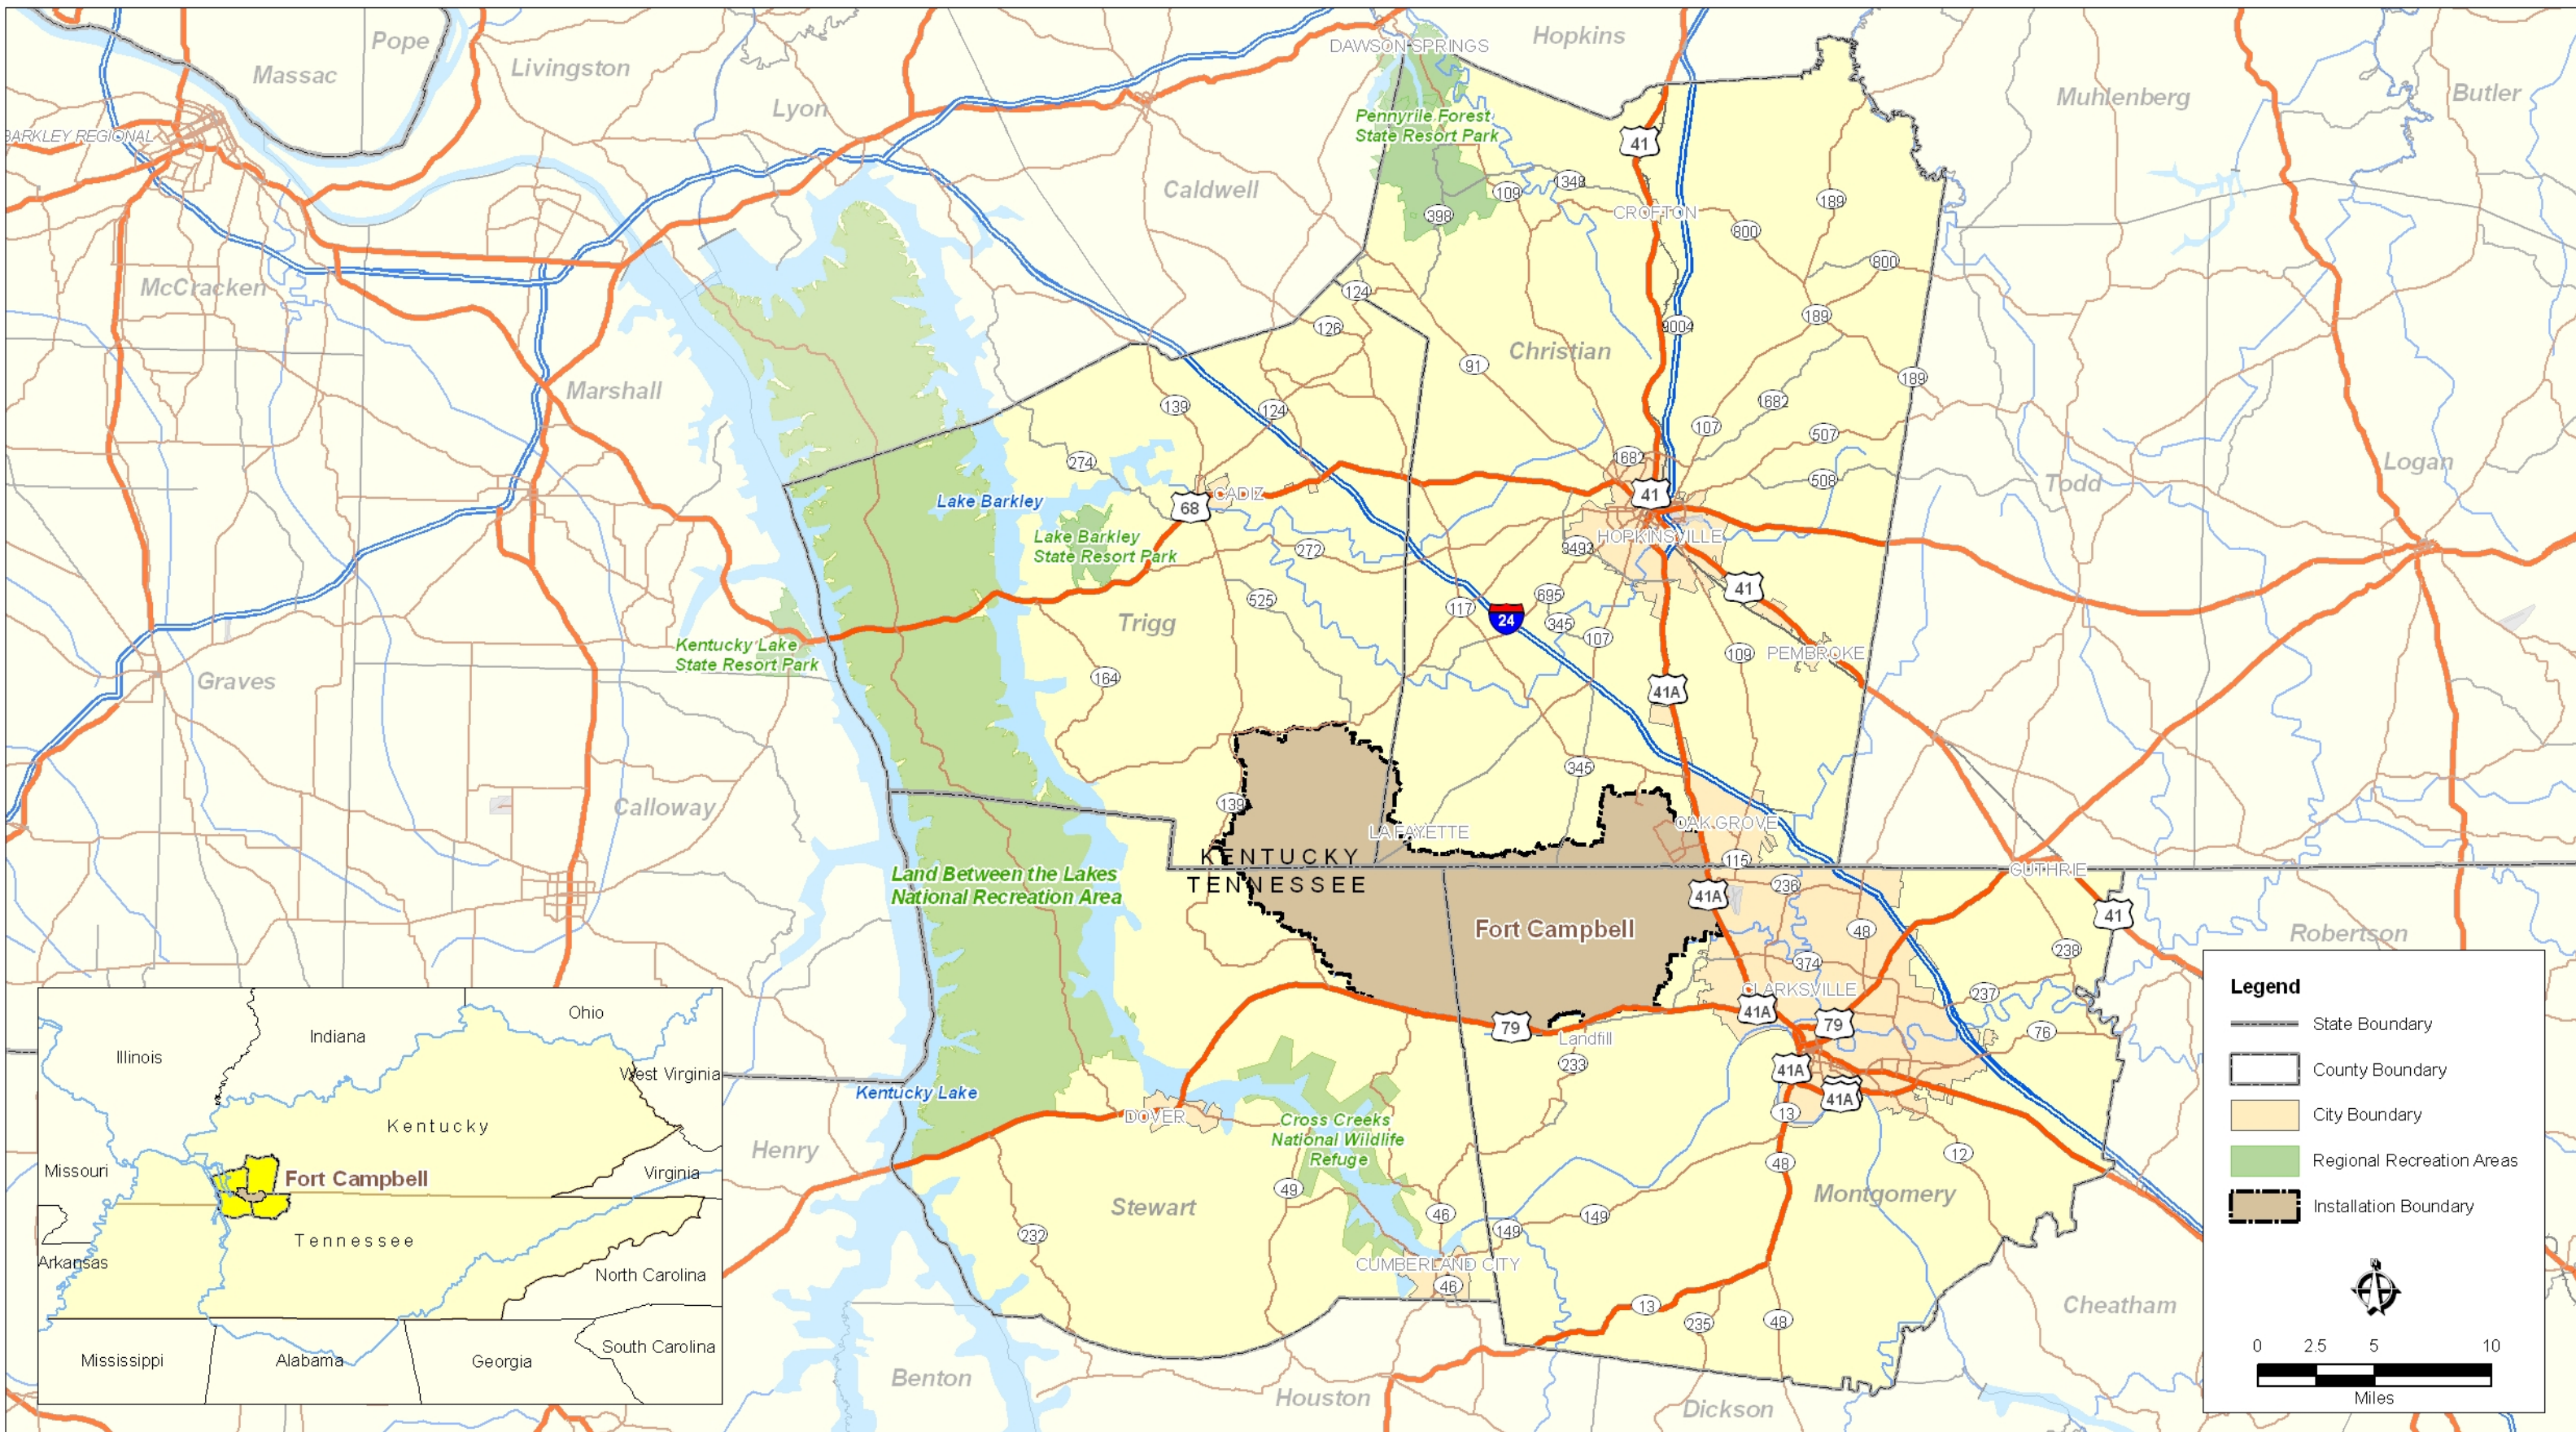 Pope
Massac
Livingston
Lyon
DAWSON SPRINGS
Hopkins
Muhlenberg
Butler
BARKLEY REGIONAL
Pennyrile Forest
State Resort Park
41
Caldwell
398
109
1348
CROFTON
800
189
800
McCracken
124
126
9004
189
Christian
91
Marshall
139
124
189
1682
107
507
1682
274
508
Logan
Todd
Lake Barkley
68
CADIZ
41
HOPKINSVILLE
3493
Lake Barkley
State Resort Park
272
525
117
24
695
345
107
41
109
PEMBROKE
Trigg
Kentucky Lake
State Resort Park
Graves
164
41A
345
Calloway
139
LA FAYETTE
OAK GROVE
KENTUCKY
TENNESSEE
115
GUTHRIE
Land Between the Lakes
National Recreation Area
41A
236
41
Fort Campbell
48
238
Robertson
374
CLARKSVILLE
237
41A
79
79
Landfill
233
76
41A
41A
Kentucky Lake
DOVER
Cross Creeks
National Wildlife
Refuge
13
48
12
Henry
49
Stewart
Montgomery
232
46
149
149
CUMBERLAND CITY
46
13
235
48
Cheatham
Benton
Houston
Dickson
Ohio
Indiana
Illinois
West Virginia
Kentucky
Missouri
Fort Campbell
Virginia
Tennessee
Arkansas
North Carolina
South Carolina
Mississippi
Alabama
Georgia
Legend
State Boundary
County Boundary
City Boundary
Regional Recreation Areas
Installation Boundary
0 2.5 5 10
Miles